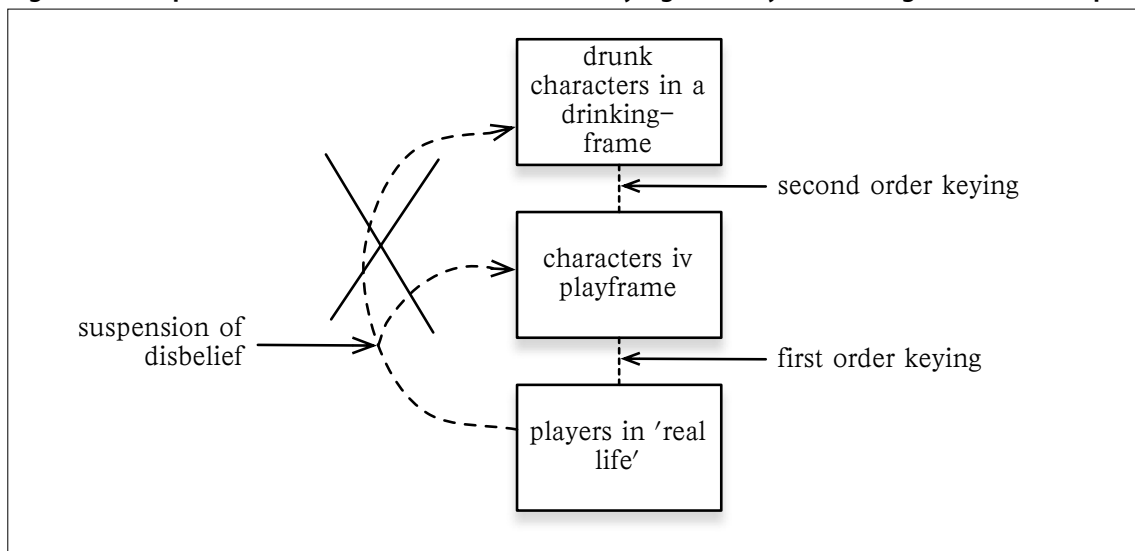 drunk
characters in a
drinking-
frame
second order keying
characters iv
playframe
suspension of
disbelief
first order keying
players in 'real
life'